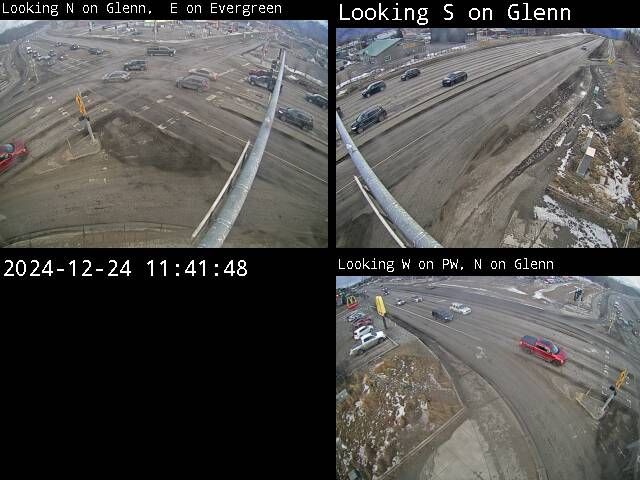 Looking N on Glenn, E on Evergreen
Looking S on Glenn
2024-12-24 11:41:48
Looking W on PW, N on Glenn